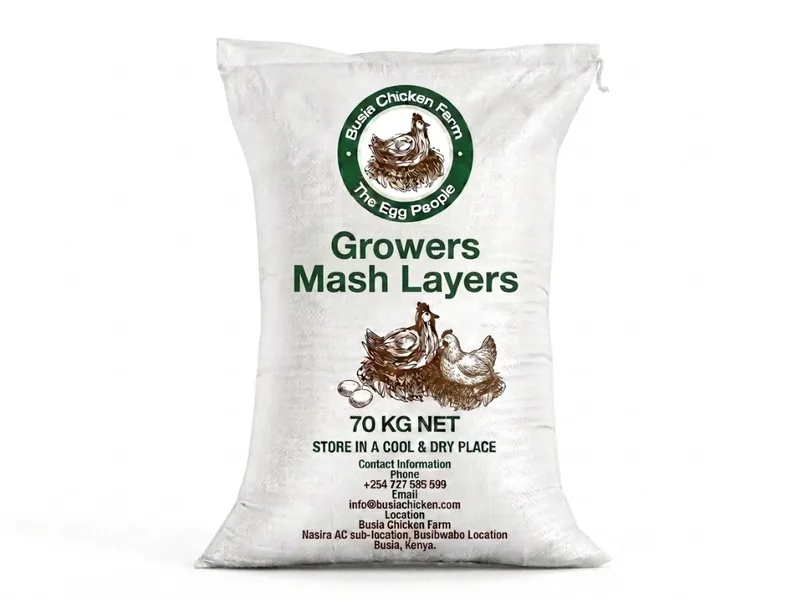 Busia Chicken Farm
The Egg People
Growers
Mash Layers
70 KG NET
STORE IN A COOL & DRY PLACE
Contact Information
Phone
+254 727 585 599
Email
info@busiachicken.com
Location
Busia Chicken Farm
Nasira AC sub-location, Busibwabo Location
Busia, Kenya.